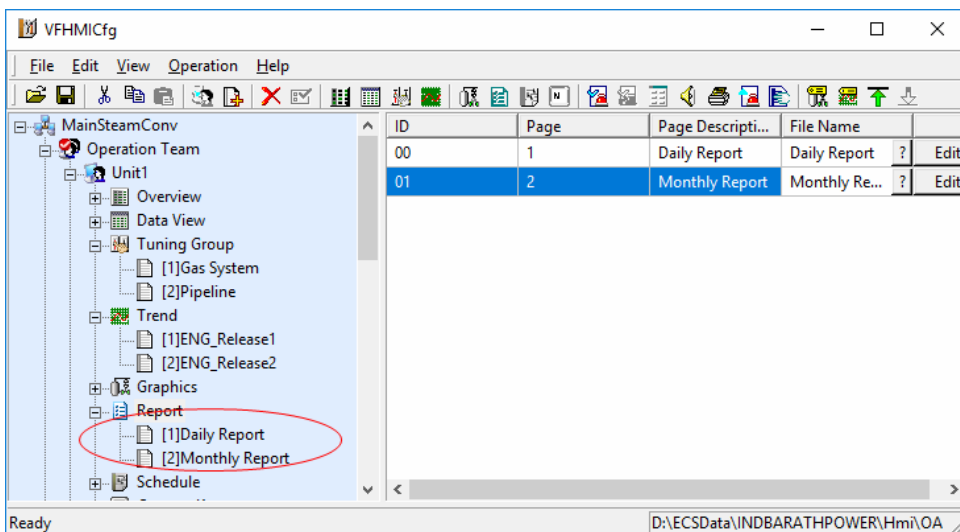 VFHMICfg
File Edit View Operation Help
MainSteamConv
Operation Team
Unit1
Overview
Data View
Tuning Group
[1]Gas System
[2]Pipeline
Trend
[1]ENG_Release1
[2]ENG_Release2
Graphics
Report
[1]Daily Report
[2]Monthly Report
Schedule
ID Page Page Descripti... File Name
00 1 Daily Report Daily Report ? Edit
01 2 Monthly Report Monthly Re... ? Edit
Ready D:\ECSData\INDBARATHPOWER\Hmi\OA